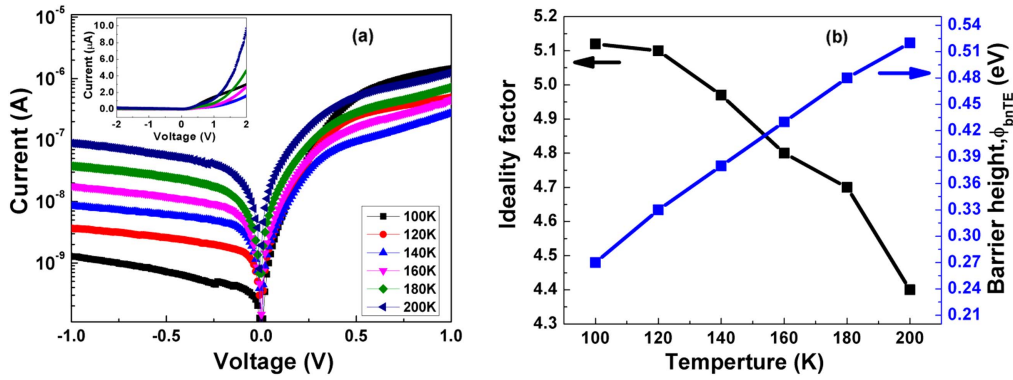 (a)
Current (A)
10^-5
10^-6
10^-7
10^-8
10^-9
-1.0 -0.5 0.0 0.5 1.0
Voltage (V)
Current (μA)
10.0
8.0
6.0
4.0
2.0
0.0
-2 -1 0 1 2
Voltage (V)
100K
120K
140K
160K
180K
200K
(b)
Ideality factor
5.2
5.1
5.0
4.9
4.8
4.7
4.6
4.5
4.4
4.3
100 120 140 160 180 200
Temperture (K)
0.54
0.51
0.48
0.45
0.42
0.39
0.36
0.33
0.30
0.27
0.24
0.21
Barrier height,ϕbnTE (eV)